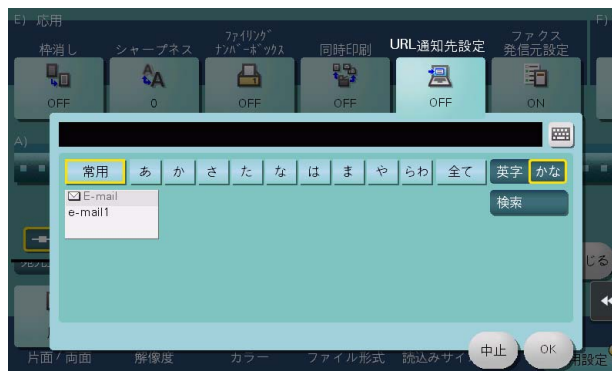 E) 応用
F)
枠消し
シャープネス
ﾌｧｲﾘﾝｸﾞ
ﾅﾝﾊﾞｰﾎﾞｯｸｽ
同時印刷
URL通知先設定
ファクス
発信元設定
OFF
0
OFF
OFF
OFF
ON
A)
常用
あ
か
さ
た
な
は
ま
や
らわ
全て
英字
かな
E-mail
e-mail1
検索
じる
中止
OK
片面/両面
解像度
カラー
ファイル形式
読込みサイ
用設定